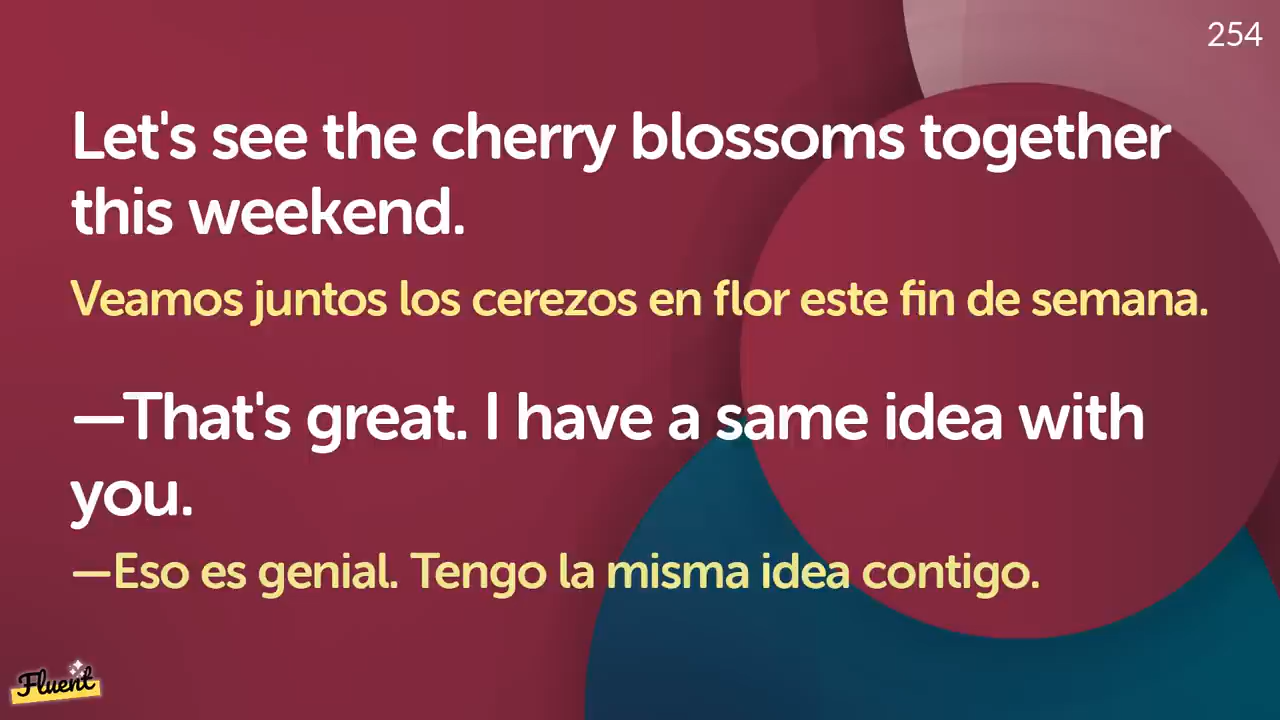 254
Let's see the cherry blossoms together
this weekend.
Veamos juntos los cerezos en flor este fin de semana.
—That's great. I have a same idea with
you.
—Eso es genial. Tengo la misma idea contigo.
Fluent